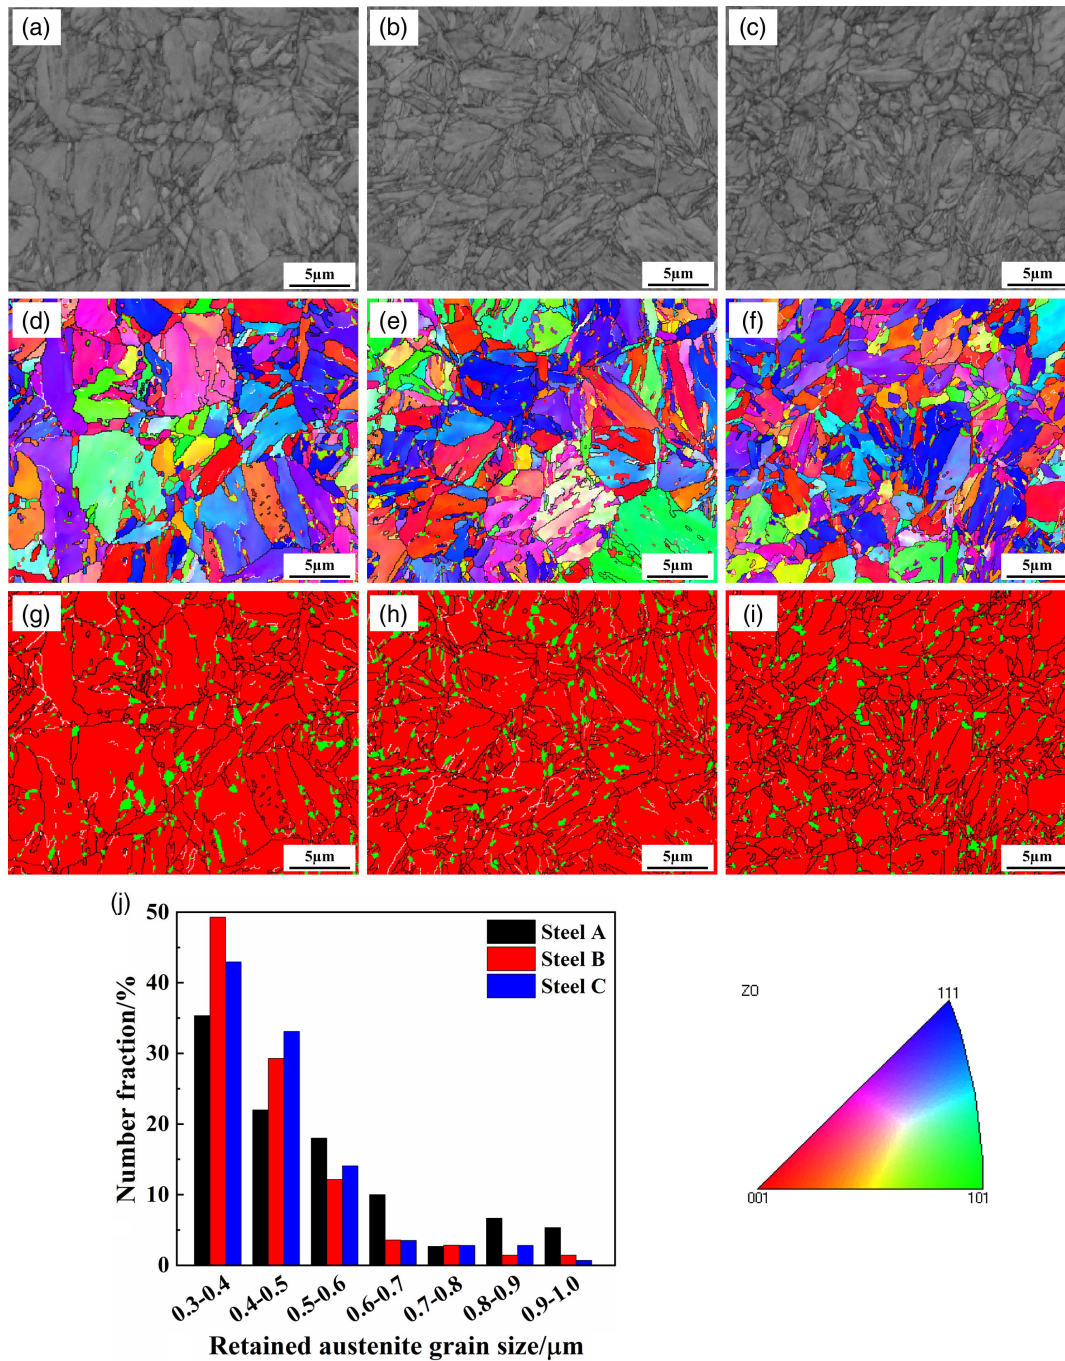 (a)
(b)
(c)
5μm
5μm
5μm
(d)
(e)
(f)
5μm
5μm
5μm
(g)
(h)
(i)
5μm
5μm
5μm
(j)
50
40
30
20
10
0
Number fraction/%
Steel A
Steel B
Steel C
0.3-0.4
0.4-0.5
0.5-0.6
0.6-0.7
0.7-0.8
0.8-0.9
0.9-1.0
Retained austenite grain size/μm
Z0
111
001
101